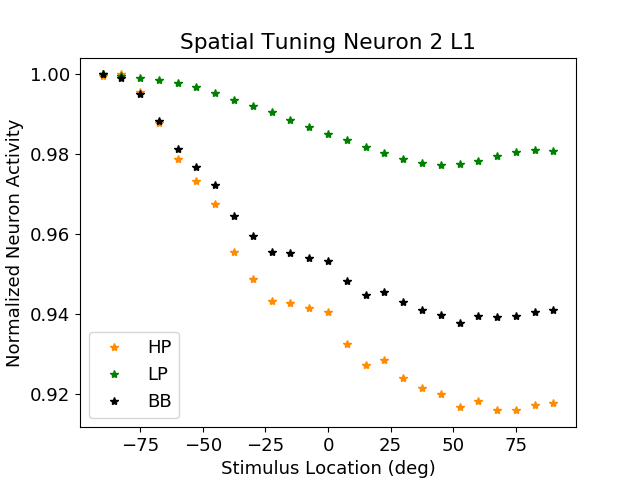 Spatial Tuning Neuron 2 L1
Normalized Neuron Activity
1.00
0.98
0.96
0.94
0.92
HP
LP
BB
−75 −50 −25 0 25 50 75
Stimulus Location (deg)